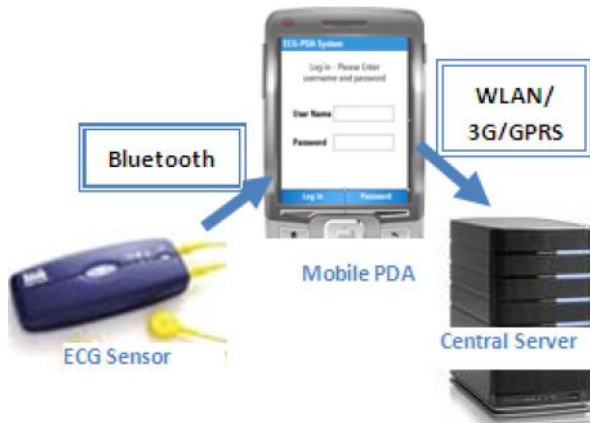 ECG-PDA System
Log in - Please Enter
username and password
User Name
Password
Log In
Password
Bluetooth
WLAN/
3G/GPRS
Mobile PDA
ECG Sensor
Central Server